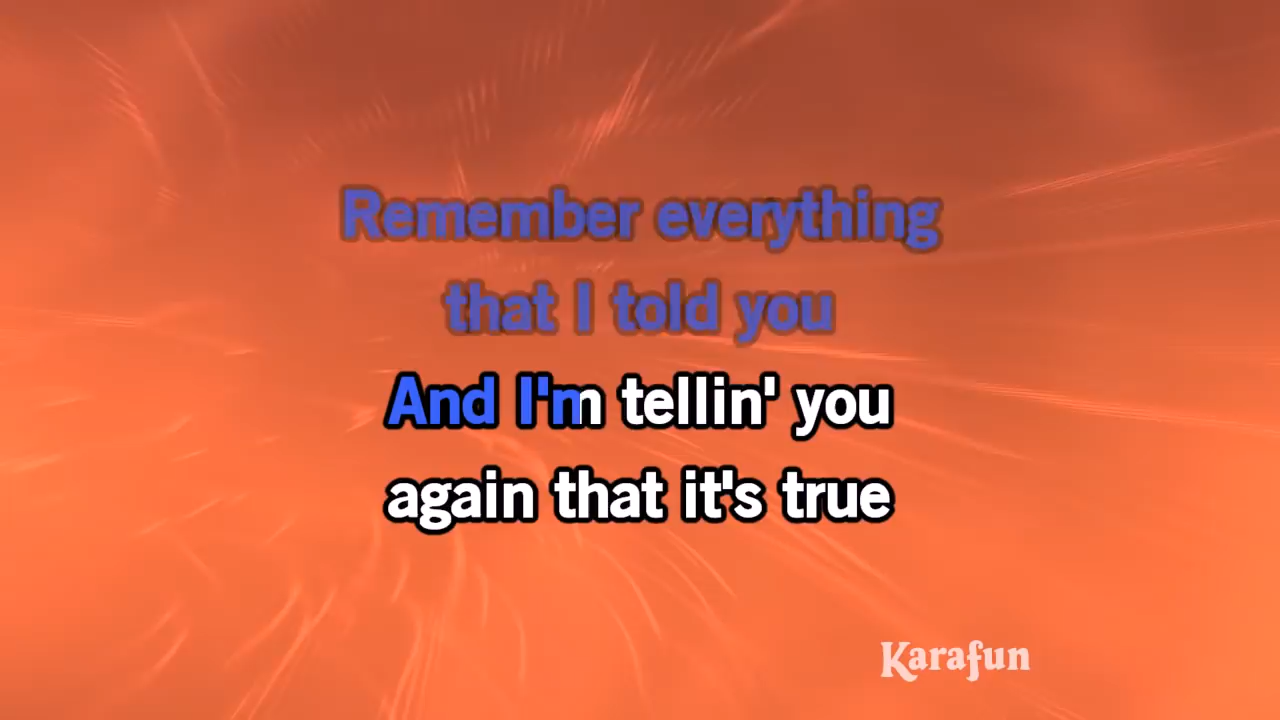 Remember everything
that I told you
And I'm tellin' you
again that it's true
Karafun